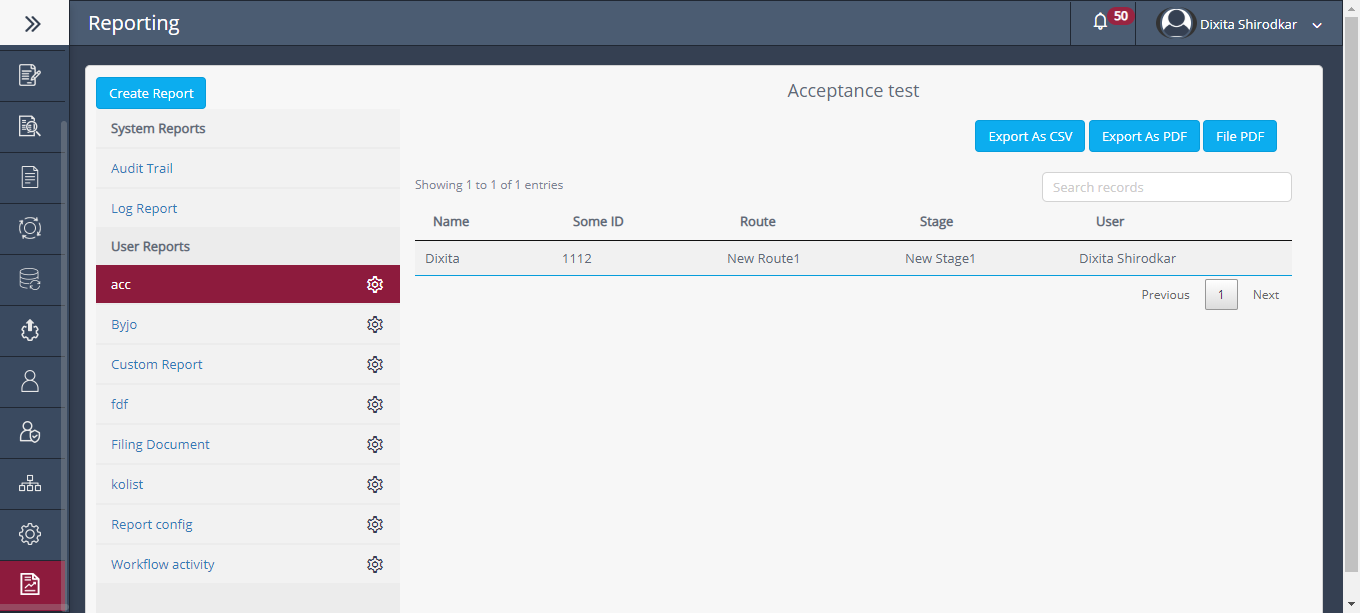 Reporting
50
Dixita Shirodkar
Create Report
System Reports
Audit Trail
Log Report
User Reports
acc
Byjo
Custom Report
fdf
Filing Document
kolist
Report config
Workflow activity
Acceptance test
Export As CSV Export As PDF File PDF
Showing 1 to 1 of 1 entries
Search records
Name Some ID Route Stage User
Dixita 1112 New Route1 New Stage1 Dixita Shirodkar
Previous 1 Next